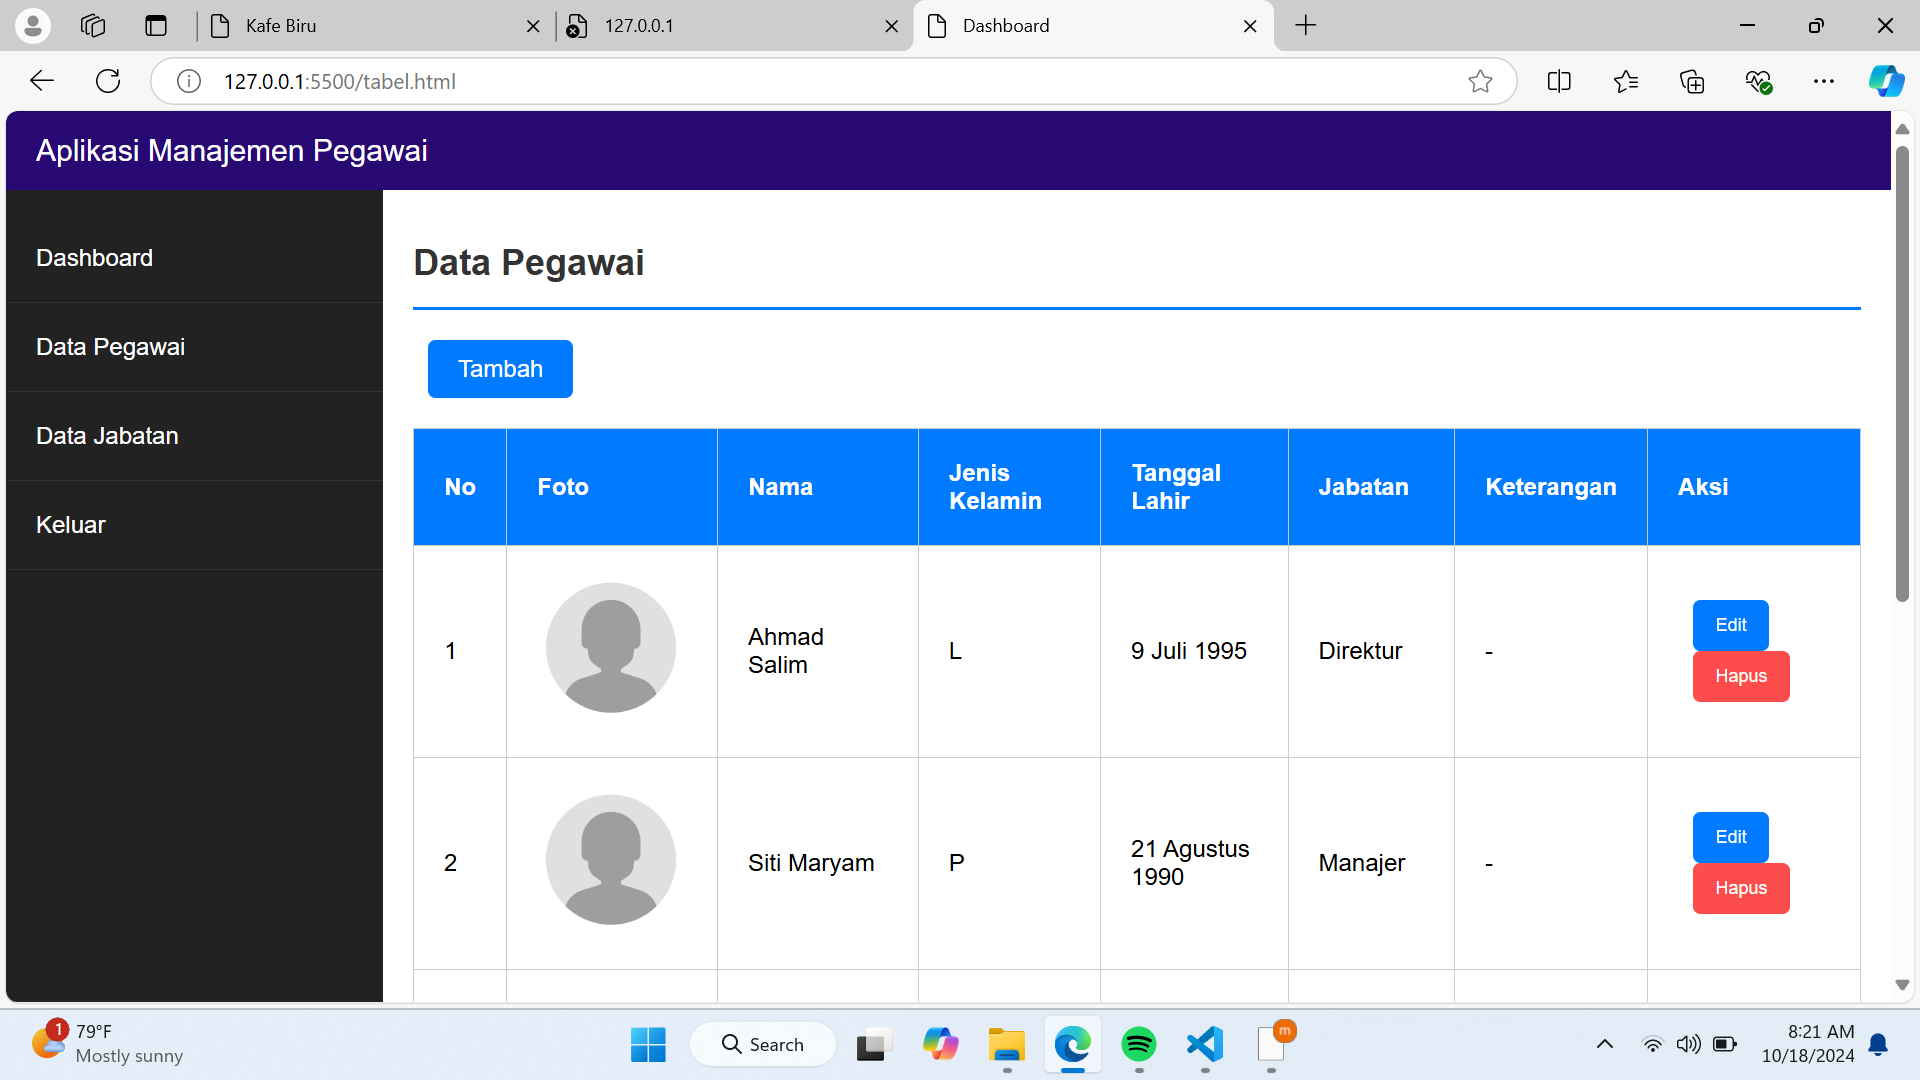 Kafe Biru
127.0.0.1
Dashboard
127.0.0.1:5500/tabel.html
Aplikasi Manajemen Pegawai
Dashboard
Data Pegawai
Data Jabatan
Keluar
Data Pegawai
Tambah
No
Foto
Nama
Jenis
Kelamin
Tanggal
Lahir
Jabatan
Keterangan
Aksi
1
Ahmad
Salim
L
9 Juli 1995
Direktur
-
Edit
Hapus
2
Siti Maryam
P
21 Agustus
1990
Manajer
-
Edit
Hapus
1
79°F
Mostly sunny
Search
m
8:21 AM
10/18/2024